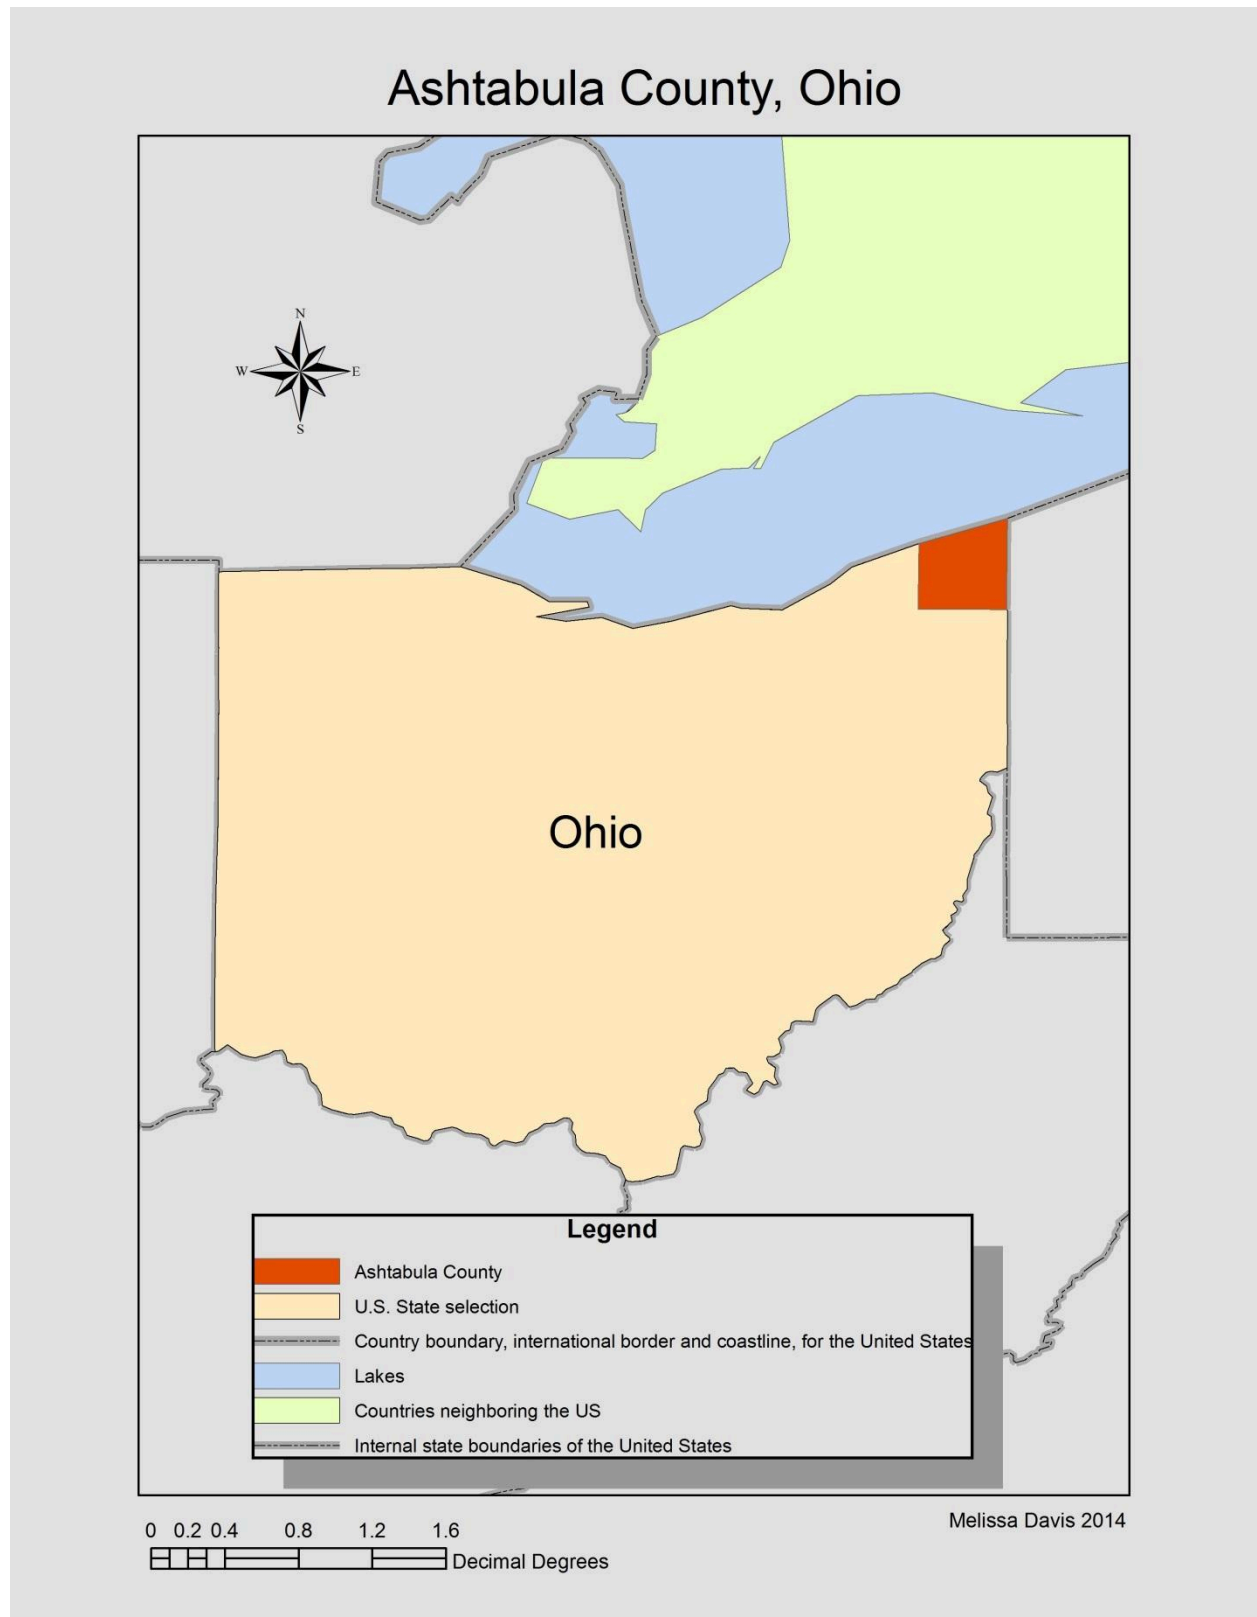 Ashtabula County, Ohio
N
W E
S
Ohio
Legend
Ashtabula County
U.S. State selection
Country boundary, international border and coastline, for the United States
Lakes
Countries neighboring the US
Internal state boundaries of the United States
Melissa Davis 2014
0 0.2 0.4 0.8 1.2 1.6
Decimal Degrees